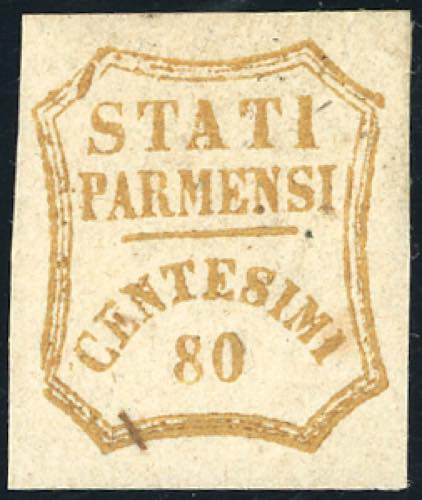 STATI
PARMENSI
CENTESIMI
80